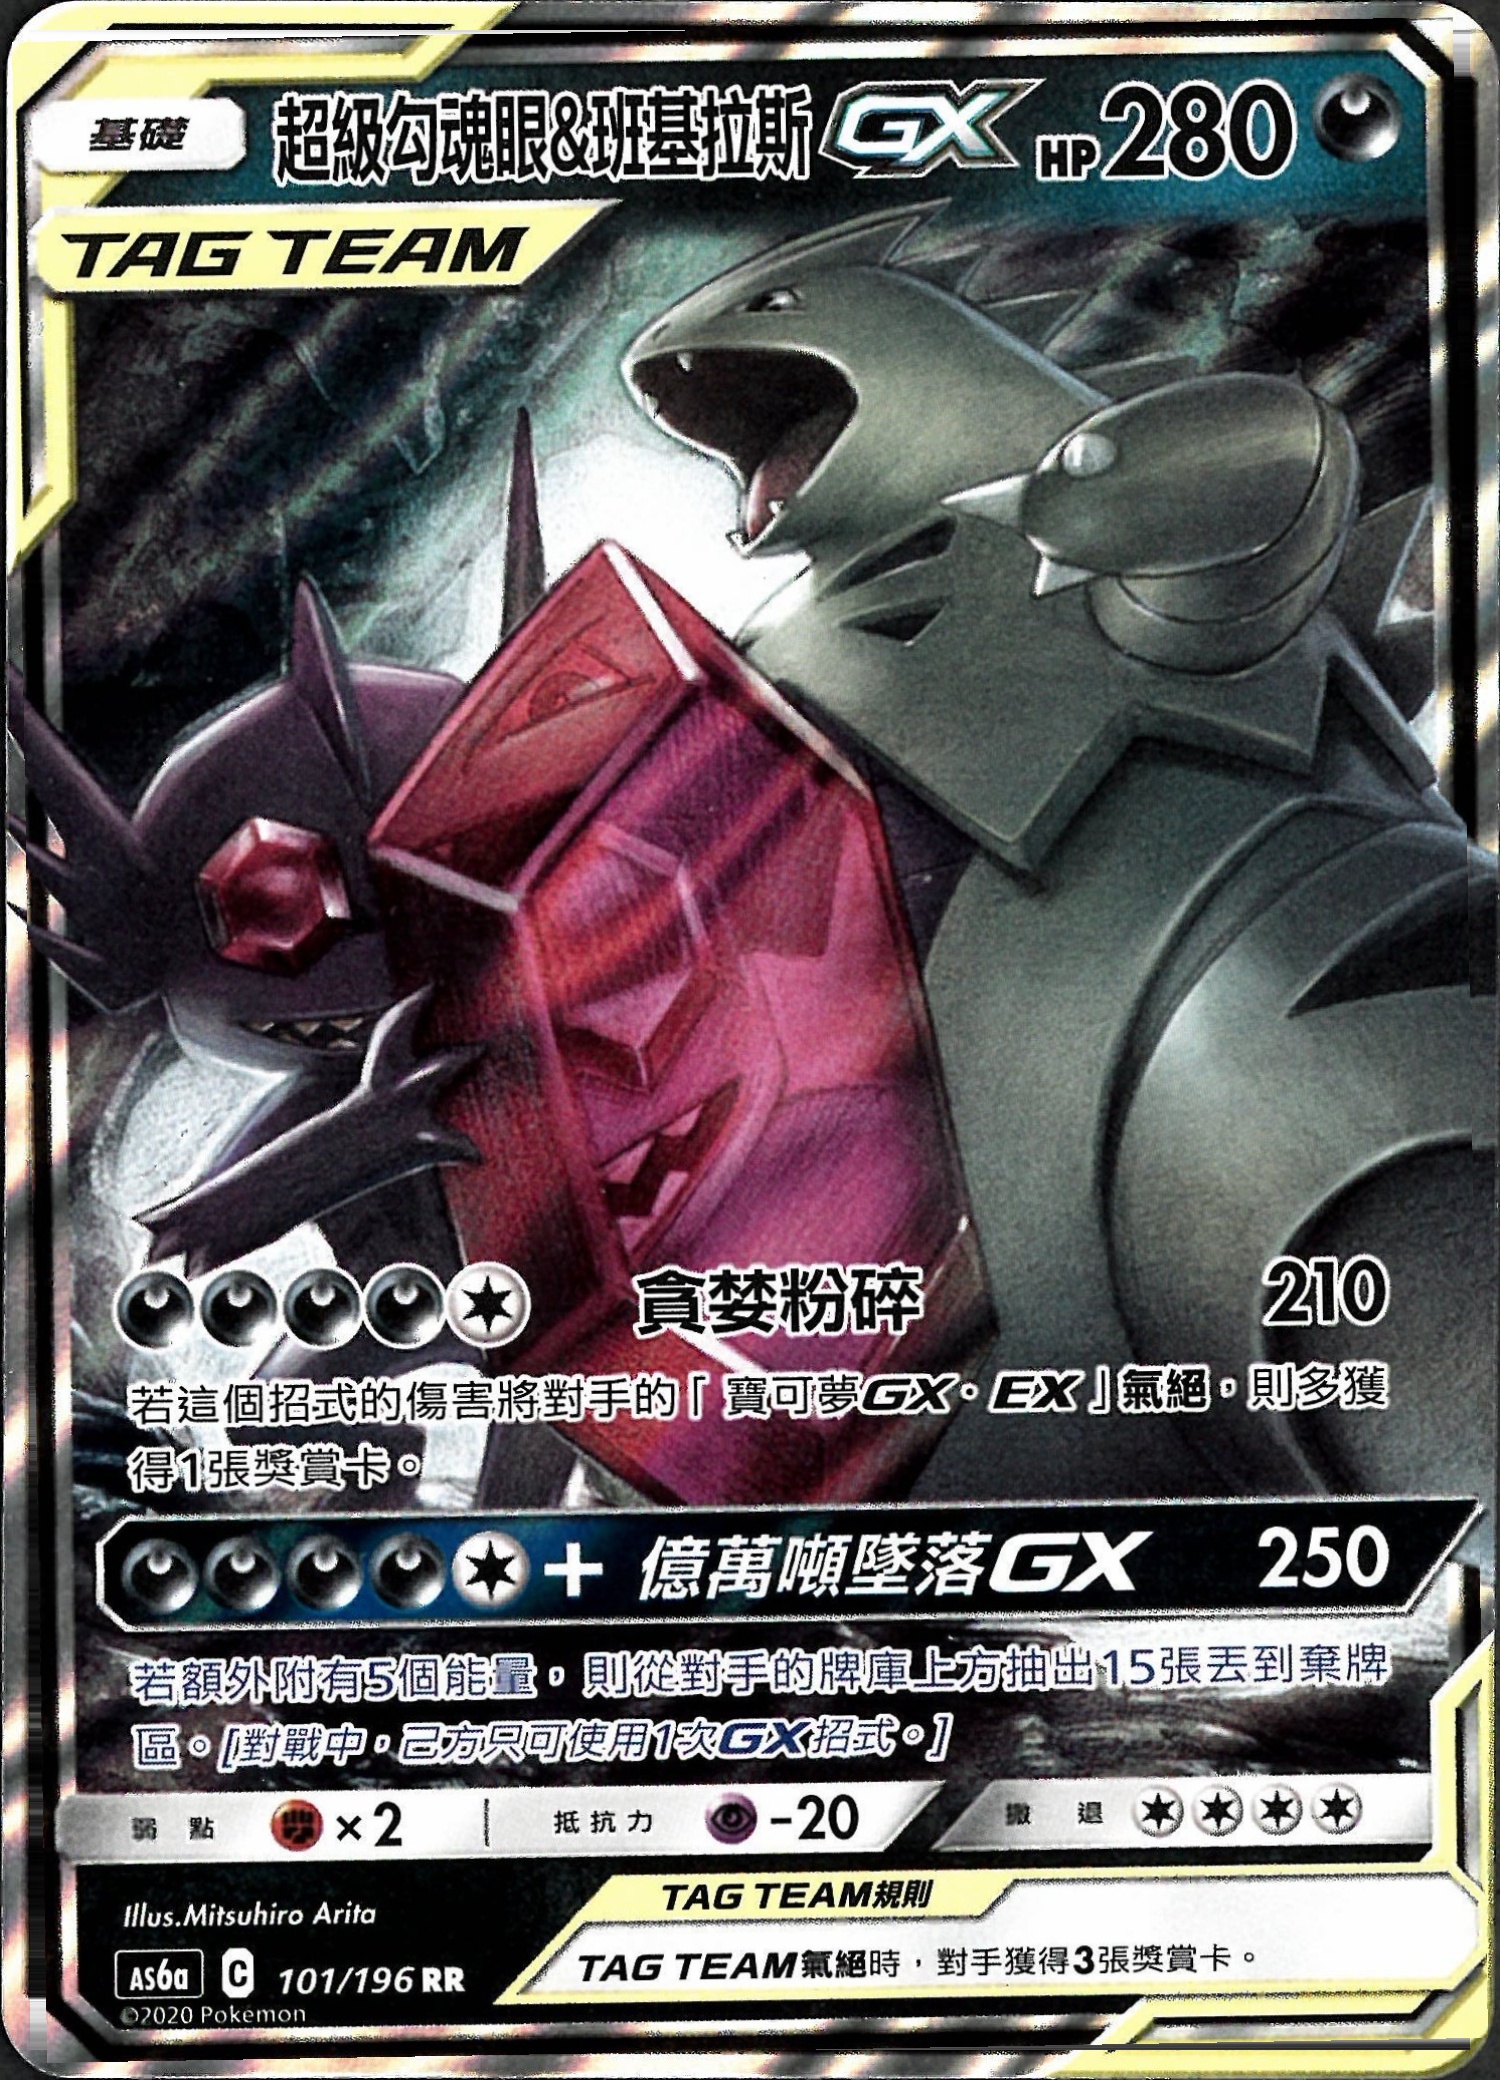 基礎 超級勾魂眼&班基拉斯GX HP280
TAG TEAM
貪婪粉碎 210
若這個招式的傷害將對手的「寶可夢GX・EX」氣絕,則多獲
得1張獎賞卡。
+ 億萬噸墜落GX 250
若額外附有5個能量,則從對手的牌庫上方抽出15張丟到棄牌
區。[對戰中,己方只可使用1次GX招式。]
弱點 ×2 抵抗力 -20 撤退
Illus.Mitsuhiro Arita
TAG TEAM規則
TAG TEAM氣絕時,對手獲得3張獎賞卡。
AS6a C 101/196 RR
©2020 Pokémon